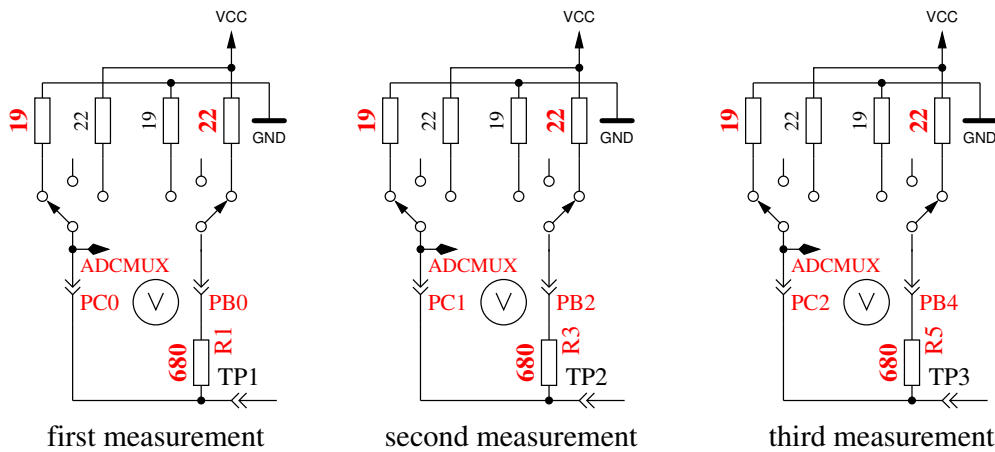 VCC
19
22
19
22
GND
ADCMUX
PC0
V
PB0
680
R1
TP1
first measurement
VCC
19
22
19
22
GND
ADCMUX
PC1
V
PB2
680
R3
TP2
second measurement
VCC
19
22
19
22
GND
ADCMUX
PC2
V
PB4
680
R5
TP3
third measurement